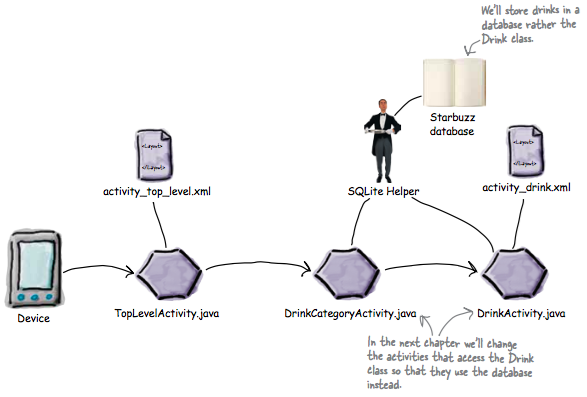 We'll store drinks in a
database rather the
Drink class.
Starbuzz
database
<Layout>
</Layout>
activity_top_level.xml
SQLite Helper
<Layout>
</Layout>
activity_drink.xml
Device
TopLevelActivity.java
DrinkCategoryActivity.java
DrinkActivity.java
In the next chapter we'll change
the activities that access the Drink
class so that they use the database
instead.